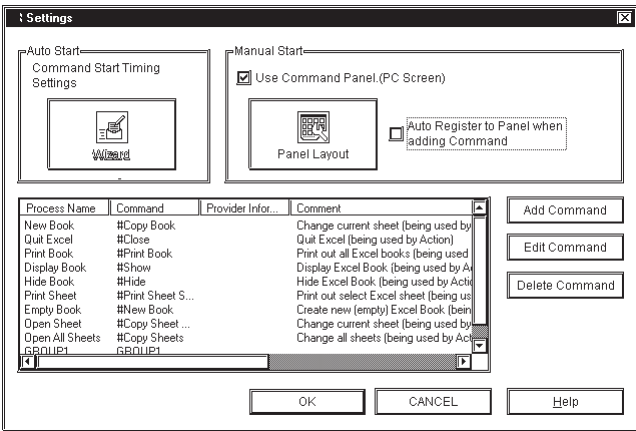 Settings
Auto Start
Command Start Timing
Settings
Wizard
Manual Start
Use Command Panel.(PC Screen)
Panel Layout
Auto Register to Panel when
adding Command
Process Name Command Provider Infor... Comment
New Book #Copy Book Change current sheet (being used by
Quit Excel #Close Quit Excel (being used by Action)
Print Book #Print Book Print out all Excel books (being used
Display Book #Show Display Excel Book (being used by A
Hide Book #Hide Hide Excel Book (being used by Actio
Print Sheet #Print Sheet S... Print out select Excel sheet (being us
Empty Book #New Book Create new (empty) Excel Book (bein
Open Sheet #Copy Sheet ... Change current sheet (being used by
Open All Sheets #Copy Sheets Change all sheets (being used by Act
GROUP1 GROUP1
Add Command
Edit Command
Delete Command
OK
CANCEL
Help